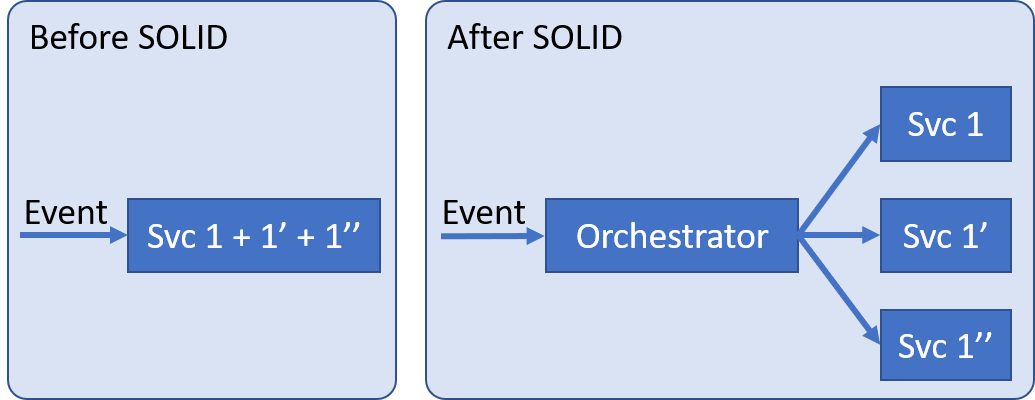 Before SOLID
Event
Svc 1 + 1’ + 1’’
After SOLID
Event
Orchestrator
Svc 1
Svc 1’
Svc 1’’